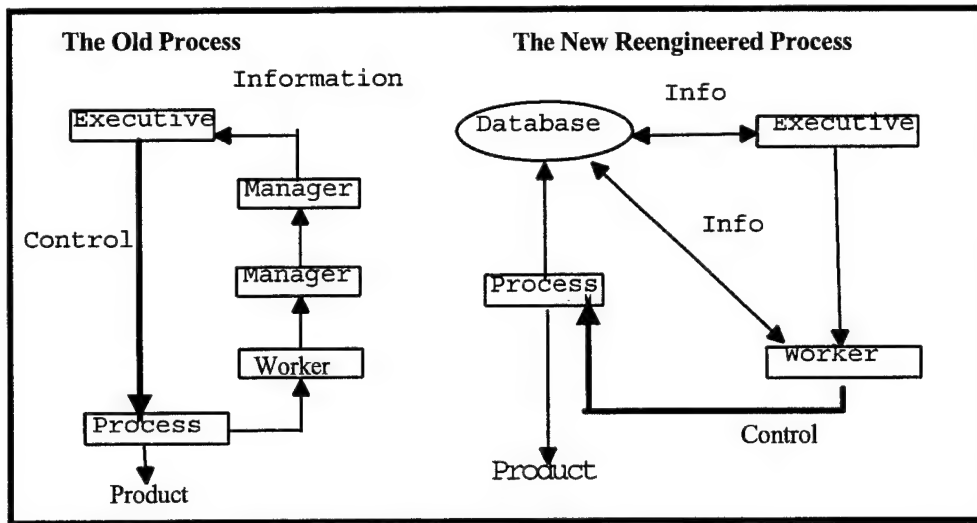 The Old Process
Information
Executive
Manager
Control
Manager
Worker
Process
Product
The New Reengineered Process
Info
Database
Executive
Info
Process
Worker
Control
Product